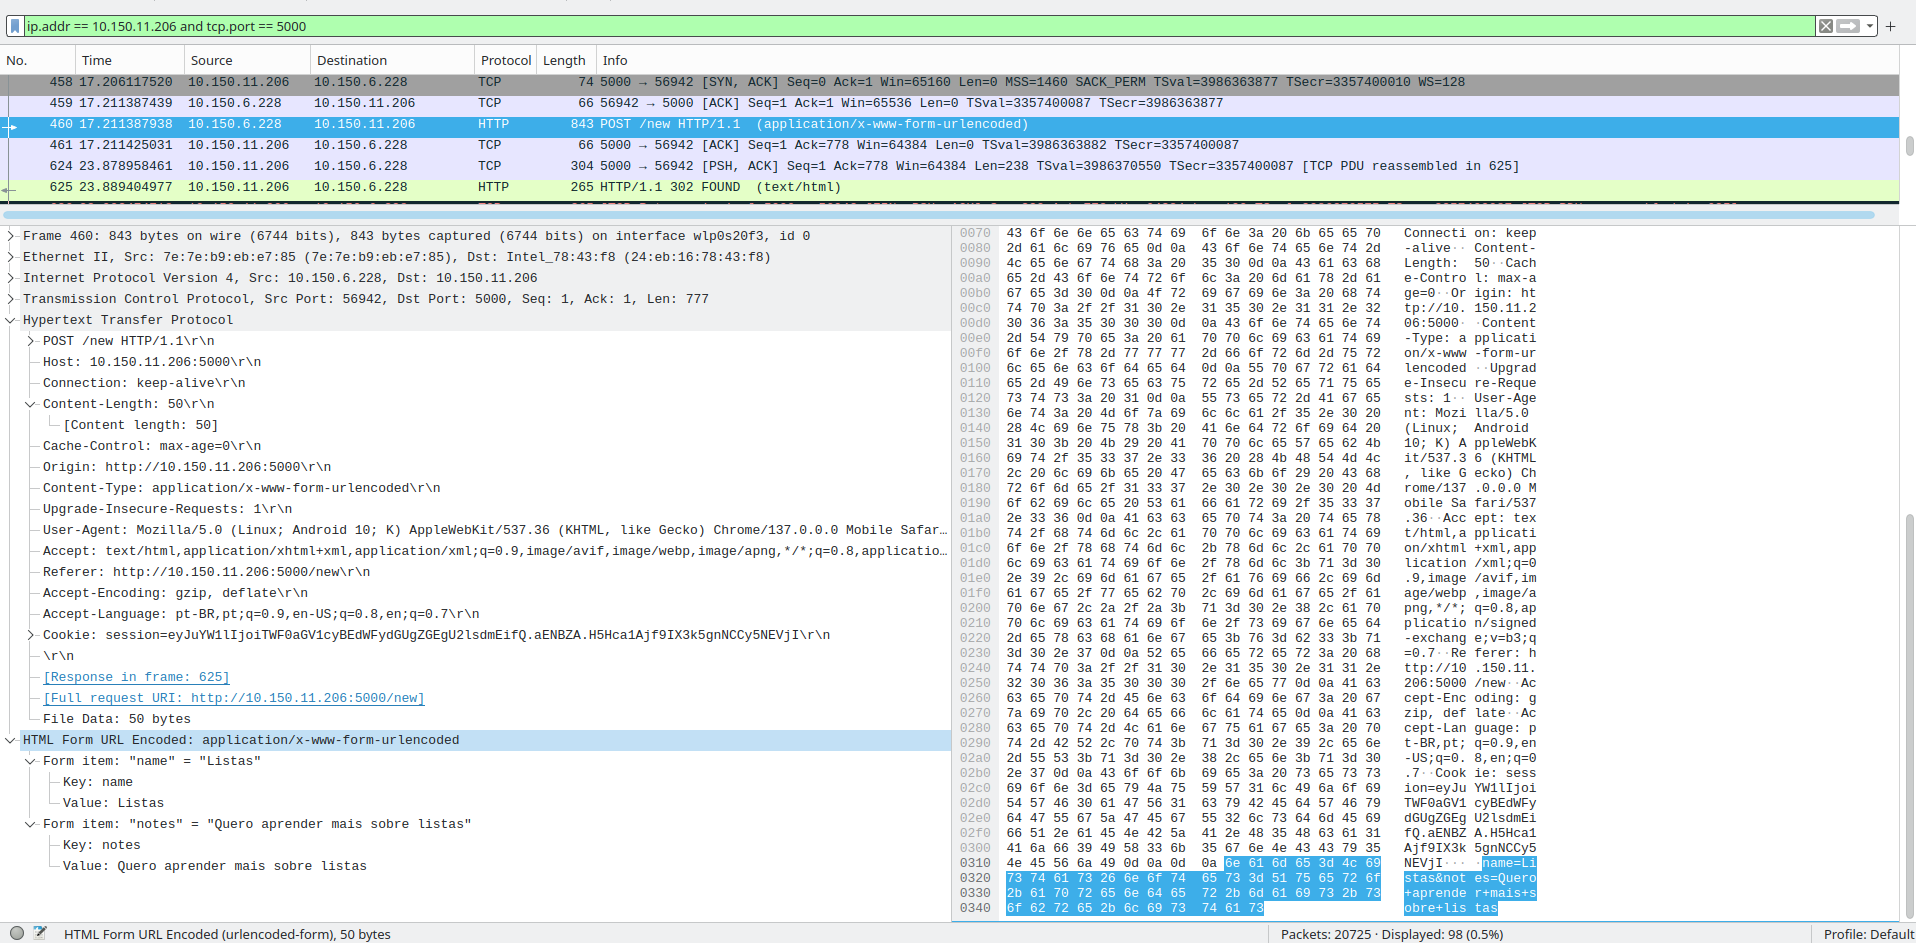 ip.addr == 10.150.11.206 and tcp.port == 5000
No. Time Source Destination Protocol Length Info
458 17.206117520 10.150.11.206 10.150.6.228 TCP 74 5000 → 56942 [SYN, ACK] Seq=0 Ack=1 Win=65160 Len=0 MSS=1460 SACK_PERM TSval=3986363877 TSecr=3357400010 WS=128
459 17.211387439 10.150.6.228 10.150.11.206 TCP 66 56942 → 5000 [ACK] Seq=1 Ack=1 Win=65536 Len=0 TSval=3357400087 TSecr=3986363877
460 17.211387938 10.150.6.228 10.150.11.206 HTTP 843 POST /new HTTP/1.1 (application/x-www-form-urlencoded)
461 17.211425031 10.150.11.206 10.150.6.228 TCP 66 5000 → 56942 [ACK] Seq=1 Ack=778 Win=64384 Len=0 TSval=3986363882 TSecr=3357400087
624 23.878958461 10.150.11.206 10.150.6.228 TCP 304 5000 → 56942 [PSH, ACK] Seq=1 Ack=778 Win=64384 Len=238 TSval=3986370550 TSecr=3357400087 [TCP PDU reassembled in 625]
625 23.889404977 10.150.11.206 10.150.6.228 HTTP 265 HTTP/1.1 302 FOUND (text/html)
Frame 460: 843 bytes on wire (6744 bits), 843 bytes captured (6744 bits) on interface wlp0s20f3, id 0
Ethernet II, Src: 7e:7e:b9:eb:e7:85 (7e:7e:b9:eb:e7:85), Dst: Intel_78:43:f8 (24:eb:16:78:43:f8)
Internet Protocol Version 4, Src: 10.150.6.228, Dst: 10.150.11.206
Transmission Control Protocol, Src Port: 56942, Dst Port: 5000, Seq: 1, Ack: 1, Len: 777
Hypertext Transfer Protocol
POST /new HTTP/1.1\r\n
Host: 10.150.11.206:5000\r\n
Connection: keep-alive\r\n
Content-Length: 50\r\n
[Content length: 50]
Cache-Control: max-age=0\r\n
Origin: http://10.150.11.206:5000\r\n
Content-Type: application/x-www-form-urlencoded\r\n
Upgrade-Insecure-Requests: 1\r\n
User-Agent: Mozilla/5.0 (Linux; Android 10; K) AppleWebKit/537.36 (KHTML, like Gecko) Chrome/137.0.0.0 Mobile Safar…
Accept: text/html,application/xhtml+xml,application/xml;q=0.9,image/avif,image/webp,image/apng,*/*;q=0.8,applicatio…
Referer: http://10.150.11.206:5000/new\r\n
Accept-Encoding: gzip, deflate\r\n
Accept-Language: pt-BR,pt;q=0.9,en-US;q=0.8,en;q=0.7\r\n
Cookie: session=eyJuYW1lIjoiTWF0aGV1cyBEdWFydGUgZGEgU2lsdmEifQ.aENBZA.H5Hca1Ajf9IX3k5gnNCCy5NEVjI\r\n
\r\n
[Response in frame: 625]
[Full request URI: http://10.150.11.206:5000/new]
File Data: 50 bytes
HTML Form URL Encoded: application/x-www-form-urlencoded
Form item: "name" = "Listas"
Key: name
Value: Listas
Form item: "notes" = "Quero aprender mais sobre listas"
Key: notes
Value: Quero aprender mais sobre listas
0070 43 6f 6e 6e 65 63 74 69 6f 6e 3a 20 6b 65 65 70 Connecti on: keep
0080 2d 61 6c 69 76 65 0d 0a 43 6f 6e 74 65 6e 74 2d -alive·· Content-
0090 4c 65 6e 67 74 68 3a 20 35 30 0d 0a 43 61 63 68 Length: 50··Cach
00a0 65 2d 43 6f 6e 74 72 6f 6c 3a 20 6d 61 78 2d 61 e-Contro l: max-a
00b0 67 65 3d 30 0d 0a 4f 72 69 67 69 6e 3a 20 68 74 ge=0··Or igin: ht
00c0 74 70 3a 2f 2f 31 30 2e 31 35 30 2e 31 31 2e 32 tp://10. 150.11.2
00d0 30 36 3a 35 30 30 30 0d 0a 43 6f 6e 74 65 6e 74 06:5000· ·Content
00e0 2d 54 79 70 65 3a 20 61 70 70 6c 69 63 61 74 69 -Type: a pplicati
00f0 6f 6e 2f 78 2d 77 77 77 2d 66 6f 72 6d 2d 75 72 on/x-www -form-ur
0100 6c 65 6e 63 6f 64 65 64 0d 0a 55 70 67 72 61 64 lencoded ··Upgrad
0110 65 2d 49 6e 73 65 63 75 72 65 2d 52 65 71 75 65 e-Insecu re-Reque
0120 73 74 73 3a 20 31 0d 0a 55 73 65 72 2d 41 67 65 sts: 1·· User-Age
0130 6e 74 3a 20 4d 6f 7a 69 6c 6c 61 2f 35 2e 30 20 nt: Mozi lla/5.0
0140 28 4c 69 6e 75 78 3b 20 41 6e 64 72 6f 69 64 20 (Linux; Android
0150 31 30 3b 20 4b 29 20 41 70 70 6c 65 57 65 62 4b 10; K) A ppleWebK
0160 69 74 2f 35 33 37 2e 33 36 20 28 4b 48 54 4d 4c it/537.3 6 (KHTML
0170 2c 20 6c 69 6b 65 20 47 65 63 6b 6f 29 20 43 68 , like G ecko) Ch
0180 72 6f 6d 65 2f 31 33 37 2e 30 2e 30 2e 30 20 4d rome/137 .0.0.0 M
0190 6f 62 69 6c 65 20 53 61 66 61 72 69 2f 35 33 37 obile Sa fari/537
01a0 2e 33 36 0d 0a 41 63 63 65 70 74 3a 20 74 65 78 .36··Acc ept: tex
01b0 74 2f 68 74 6d 6c 2c 61 70 70 6c 69 63 61 74 69 t/html,a pplicati
01c0 6f 6e 2f 78 68 74 6d 6c 2b 78 6d 6c 2c 61 70 70 on/xhtml +xml,app
01d0 6c 69 63 61 74 69 6f 6e 2f 78 6d 6c 3b 71 3d 30 lication /xml;q=0
01e0 2e 39 2c 69 6d 61 67 65 2f 61 76 69 66 2c 69 6d .9,image /avif,im
01f0 61 67 65 2f 77 65 62 70 2c 69 6d 61 67 65 2f 61 age/webp ,image/a
0200 70 6e 67 2c 2a 2f 2a 3b 71 3d 30 2e 38 2c 61 70 png,*/*; q=0.8,ap
0210 70 6c 69 63 61 74 69 6f 6e 2f 73 69 67 6e 65 64 plicatio n/signed
0220 2d 65 78 63 68 61 6e 67 65 3b 76 3d 62 33 3b 71 -exchang e;v=b3;q
0230 3d 30 2e 37 0d 0a 52 65 66 65 72 65 72 3a 20 68 =0.7··Re ferer: h
0240 74 74 70 3a 2f 2f 31 30 2e 31 35 30 2e 31 31 2e ttp://10 .150.11.
0250 32 30 36 3a 35 30 30 30 2f 6e 65 77 0d 0a 41 63 206:5000 /new··Ac
0260 63 65 70 74 2d 45 6e 63 6f 64 69 6e 67 3a 20 67 cept-Enc oding: g
0270 7a 69 70 2c 20 64 65 66 6c 61 74 65 0d 0a 41 63 zip, def late··Ac
0280 63 65 70 74 2d 4c 61 6e 67 75 61 67 65 3a 20 70 cept-Lan guage: p
0290 74 2d 42 52 2c 70 74 3b 71 3d 30 2e 39 2c 65 6e t-BR,pt; q=0.9,en
02a0 2d 55 53 3b 71 3d 30 2e 38 2c 65 6e 3b 71 3d 30 -US;q=0. 8,en;q=0
02b0 2e 37 0d 0a 43 6f 6f 6b 69 65 3a 20 73 65 73 73 .7··Cook ie: sess
02c0 69 6f 6e 3d 65 79 4a 75 59 57 31 6c 49 6a 6f 69 ion=eyJu YW1lIjoi
02d0 54 57 46 30 61 47 56 31 63 79 42 45 64 57 46 79 TWF0aGV1 cyBEdWFy
02e0 64 47 55 67 5a 47 45 67 55 32 6c 73 64 6d 45 69 dGUgZGEg U2lsdmEi
02f0 66 51 2e 61 45 4e 42 5a 41 2e 48 35 48 63 61 31 fQ.aENBZ A.H5Hca1
0300 41 6a 66 39 49 58 33 6b 35 67 6e 4e 43 43 79 35 Ajf9IX3k 5gnNCCy5
0310 4e 45 56 6a 49 0d 0a 0d 0a 6e 61 6d 65 3d 4c 69 NEVjI··· ·name=Li
0320 73 74 61 73 26 6e 6f 74 65 73 3d 51 75 65 72 6f stas&not es=Quero
0330 2b 61 70 72 65 6e 64 65 72 2b 6d 61 69 73 2b 73 +aprende r+mais+s
0340 6f 62 72 65 2b 6c 69 73 74 61 73 obre+lis tas
HTML Form URL Encoded (urlencoded-form), 50 bytes
Packets: 20725 · Displayed: 98 (0.5%)
Profile: Default